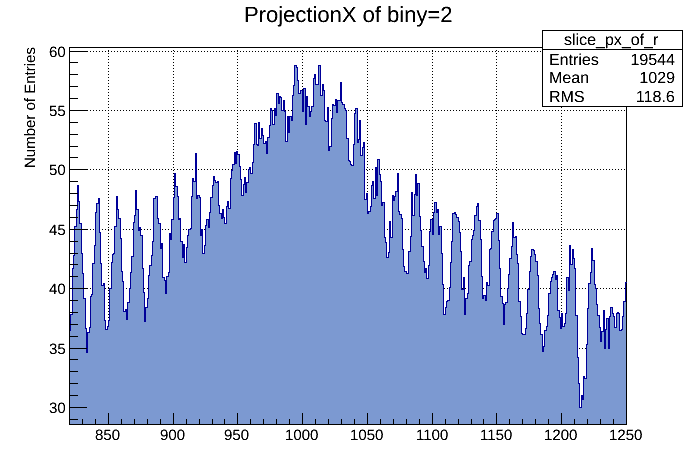 ProjectionX of biny=2
slice_px_of_r
Entries 19544
Mean 1029
RMS 118.6
Number of Entries
60
55
50
45
40
35
30
850 900 950 1000 1050 1100 1150 1200 1250